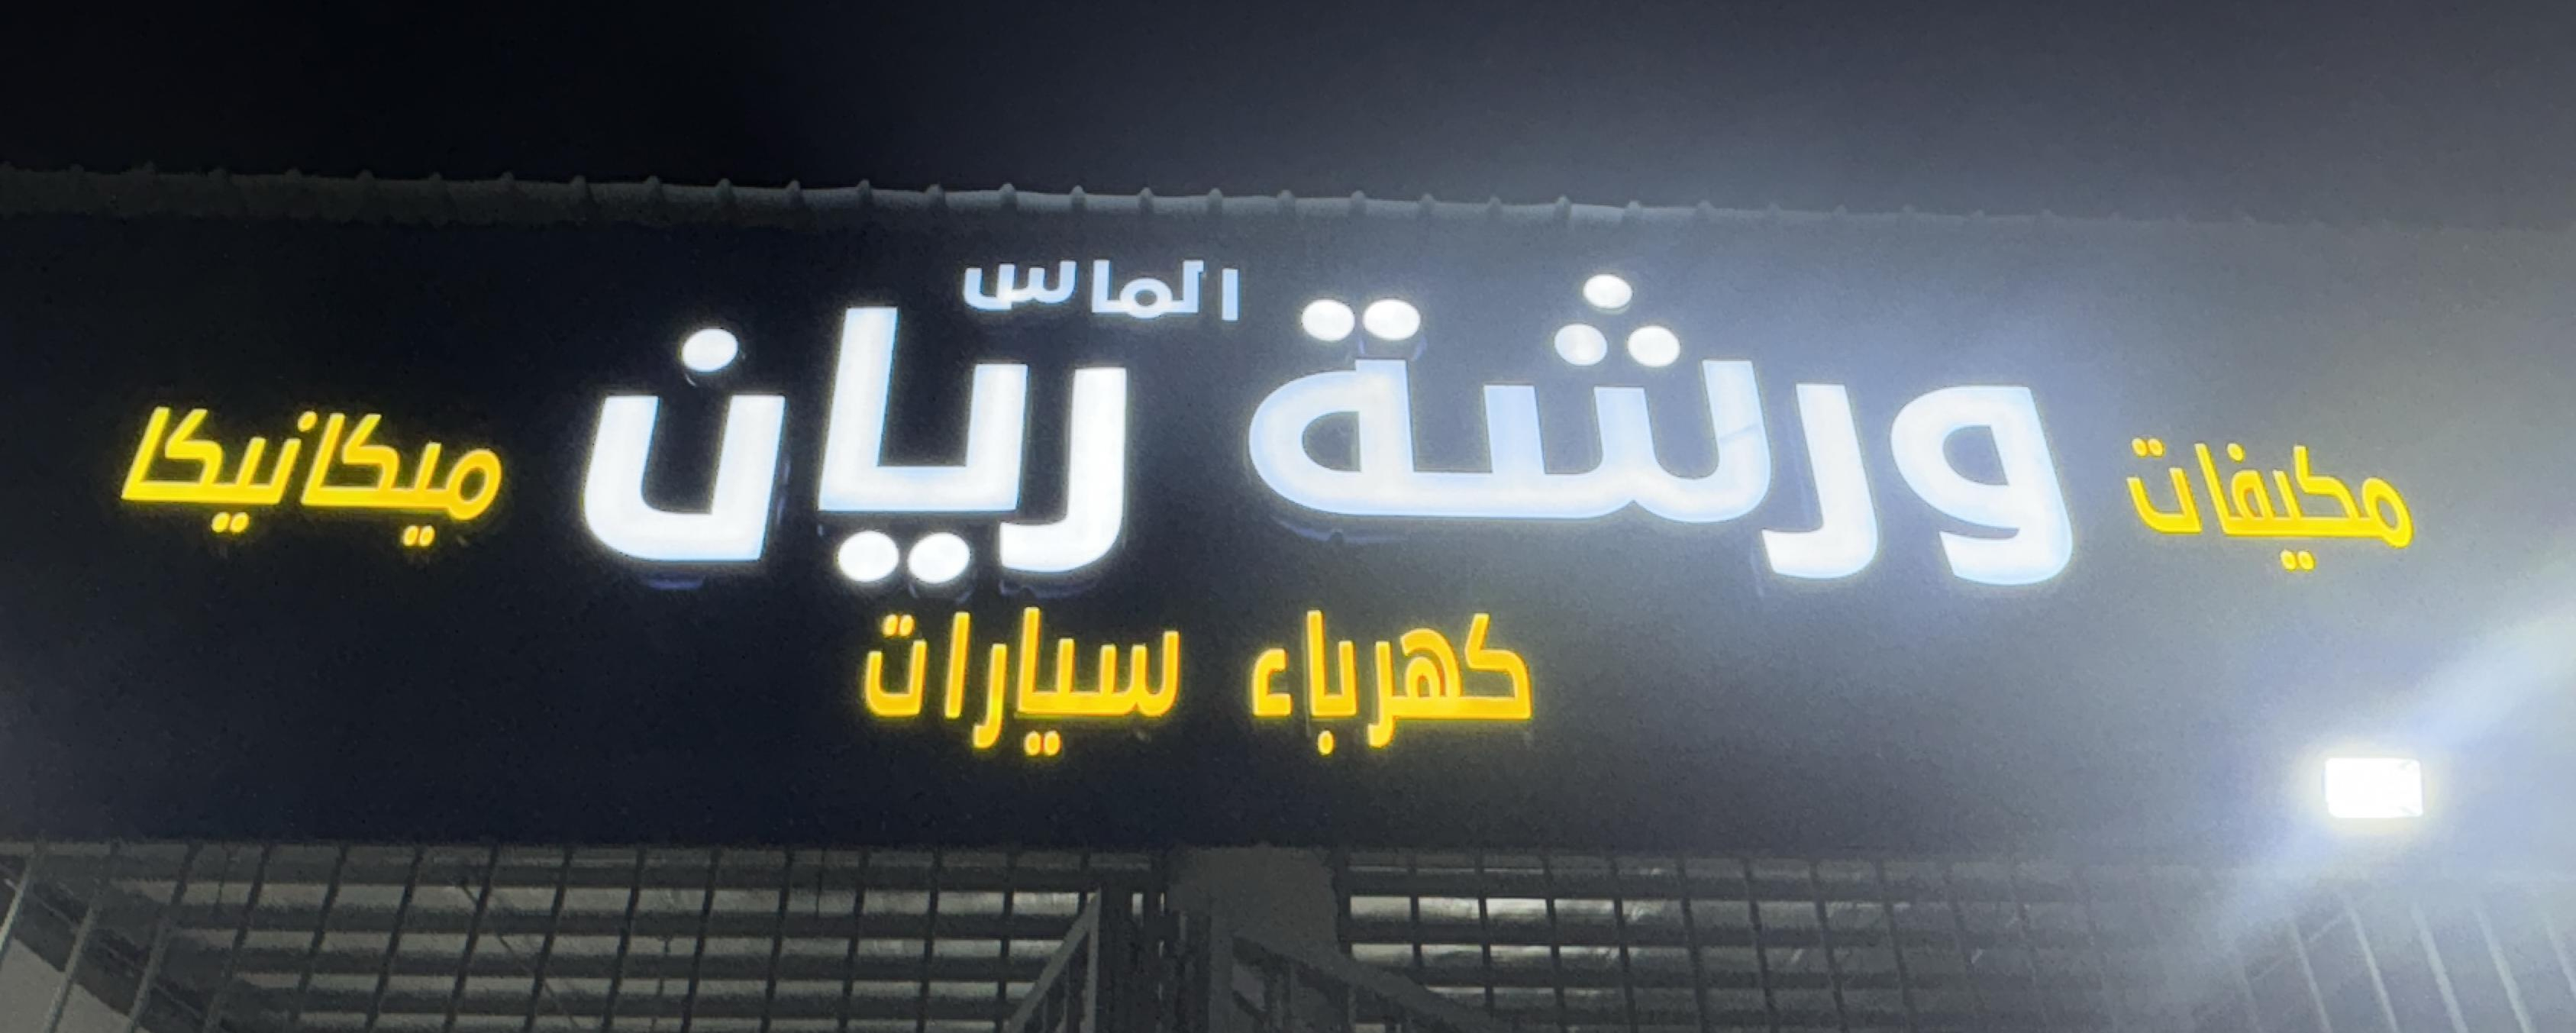 الماس
مكيفات ورشة ريان ميكانيكا
كهرباء سيارات